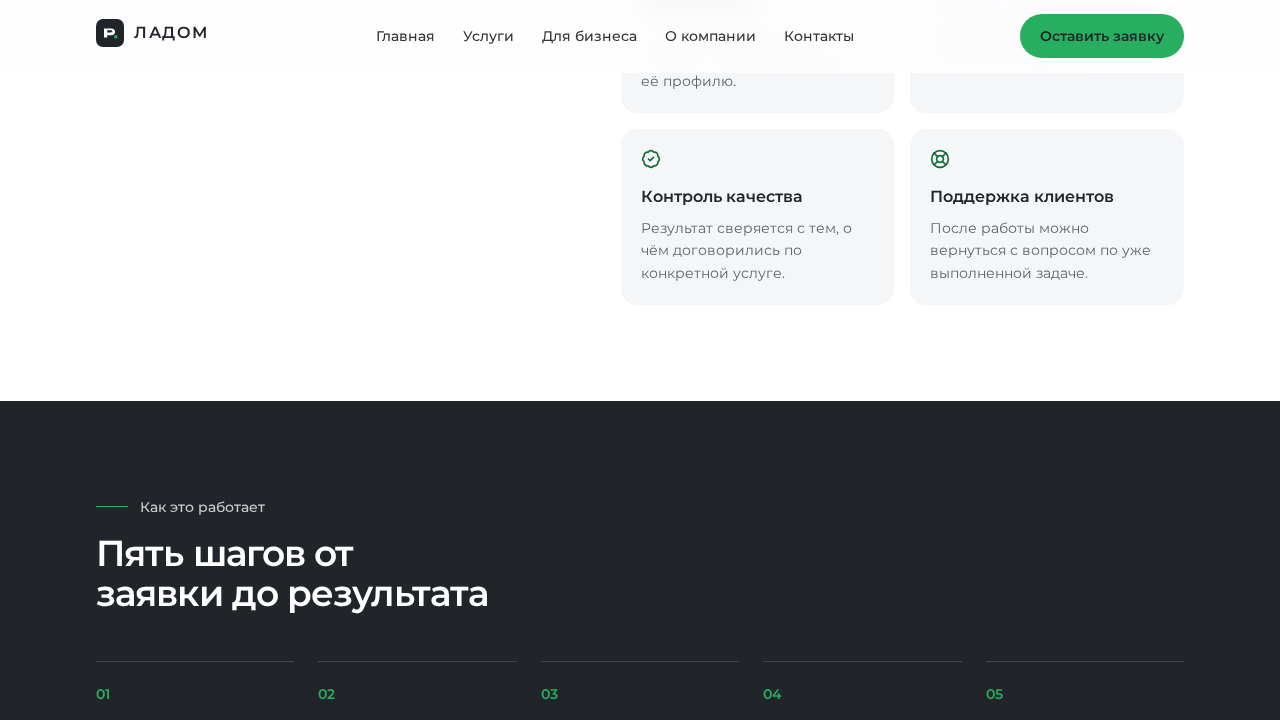 P.
ЛАДОМ
Главная
Услуги
Для бизнеса
О компании
Контакты
Оставить заявку
её профилю.
Контроль качества
Результат сверяется с тем, о
чём договорились по
конкретной услуге.
Поддержка клиентов
После работы можно
вернуться с вопросом по уже
выполненной задаче.
Как это работает
Пять шагов от
заявки до результата
01
02
03
04
05